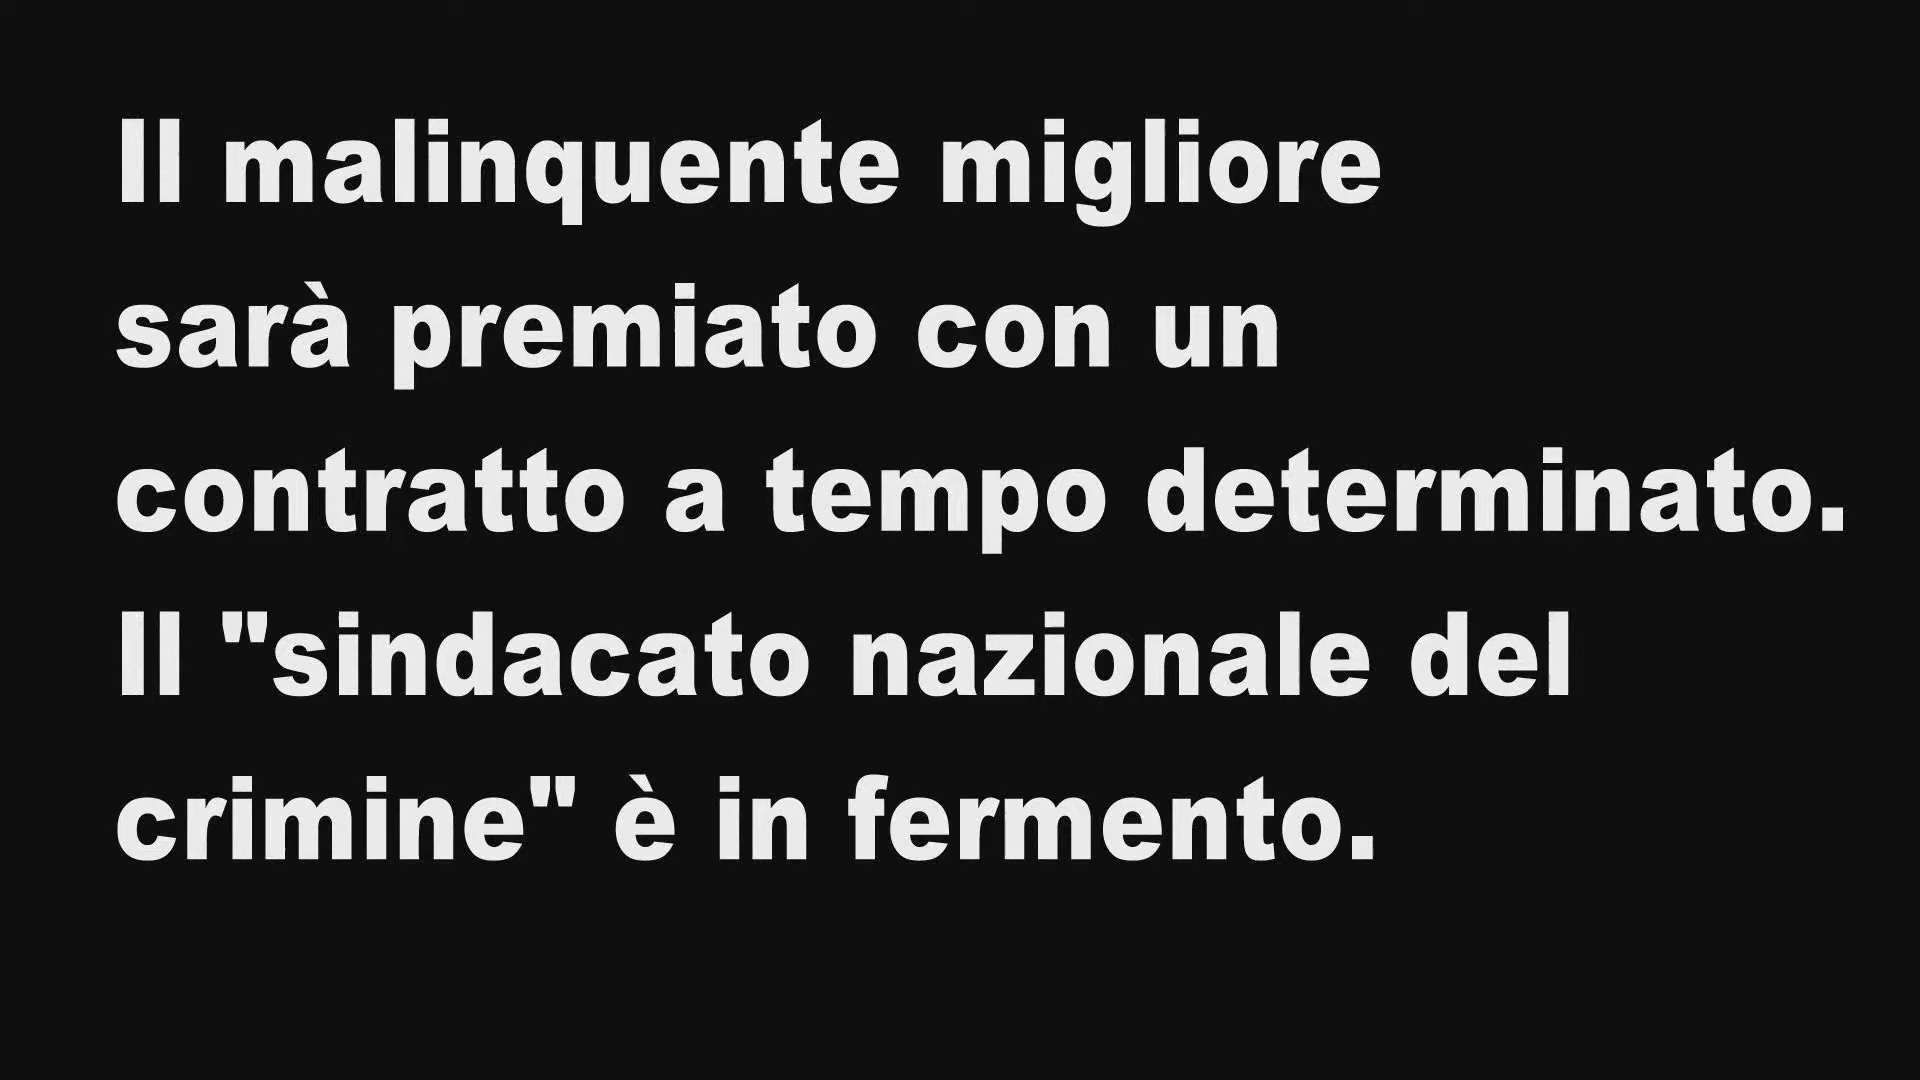 Il malinquente migliore
sarà premiato con un
contratto a tempo determinato.
Il "sindacato nazionale del
crimine" è in fermento.